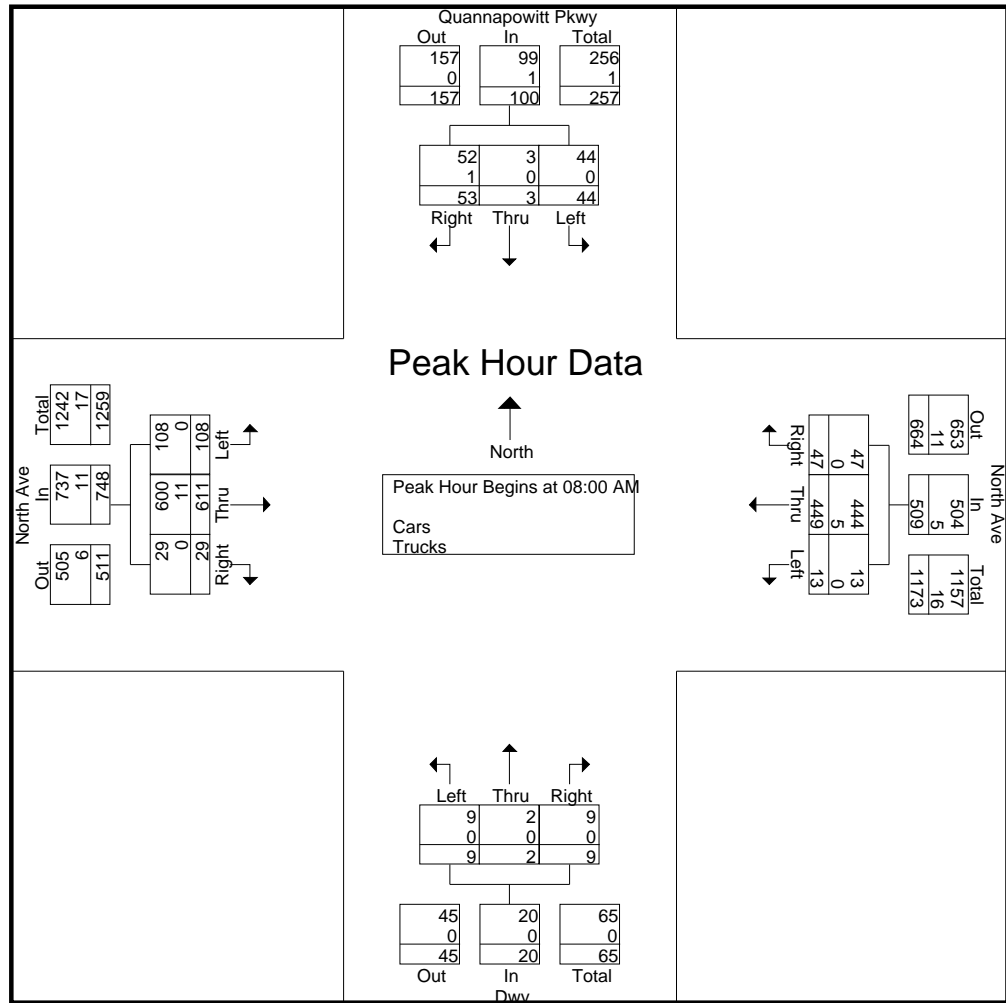 Quannapowitt Pkwy
Out In Total
157 99 256
0 1 1
157 100 257
52 3 44
1 0 0
53 3 44
Right Thru Left
Peak Hour Data
North
Peak Hour Begins at 08:00 AM
Cars
Trucks
North Ave
Out In Total
505 737 1242
6 11 17
511 748 1259
Right Thru Left
29 600 108
0 11 0
29 611 108
North Ave
Out In Total
653 504 1157
11 5 16
664 509 1173
Right Thru Left
47 444 13
0 5 0
47 449 13
Left Thru Right
9 2 9
0 0 0
9 2 9
45 20 65
0 0 0
45 20 65
Out In Total
Dwy